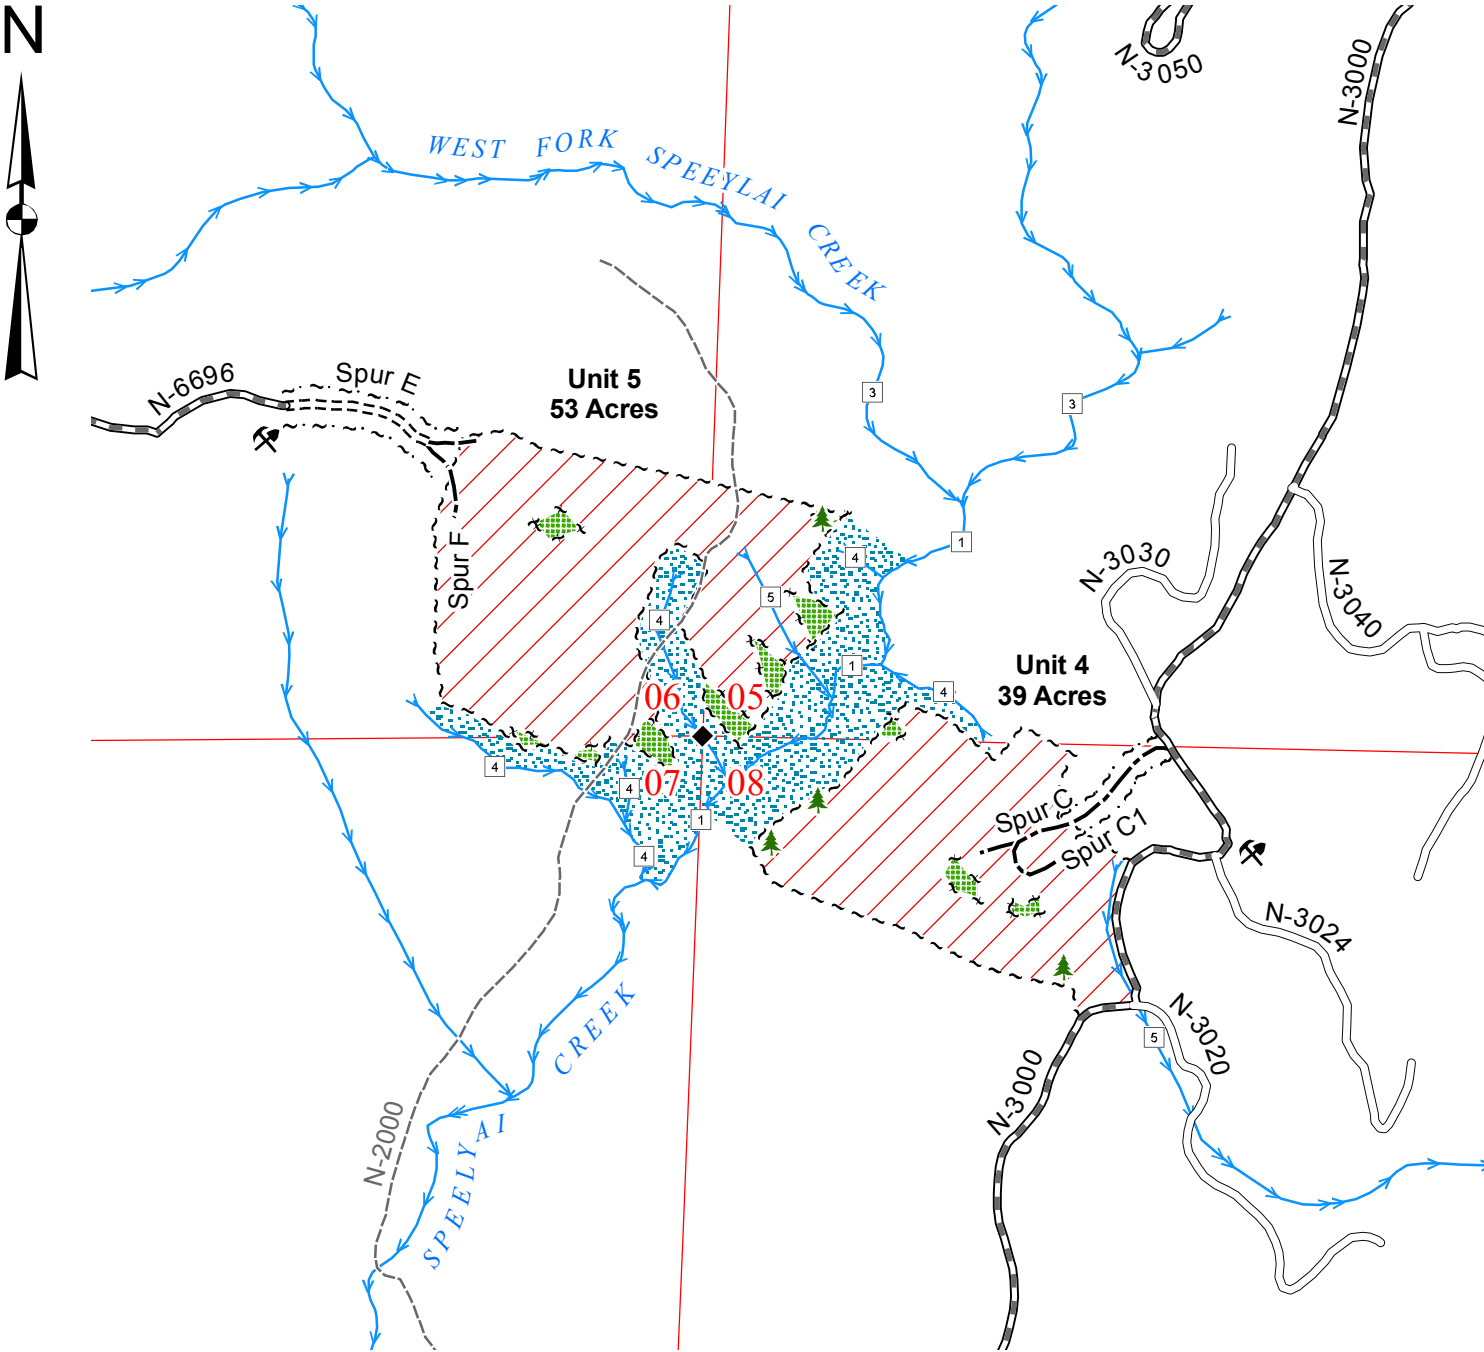 N
N-3050
N-3000
WEST FORK SPEEYLAI CREEK
N-6696
Spur E
Unit 5
53 Acres
3
3
1
4
N-3030
N-3040
Spur F
5
4
1
4
Unit 4
39 Acres
06
05
4
4
07
08
1
4
Spur C
Spur C1
N-3024
N-3020
5
N-3000
N-2000
SPEELYAI CREEK